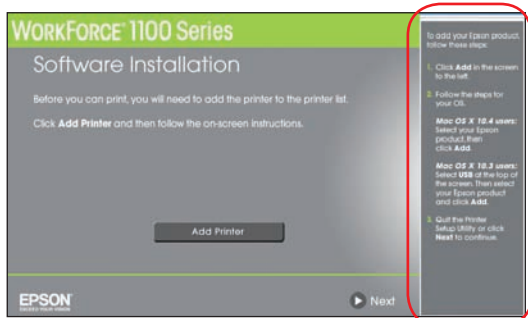 WORKFORCE 1100 Series
Software Installation
Before you can print, you will need to add the printer to the printer list.
Click Add Printer and then follow the on-screen instructions.
Add Printer
EPSON
EXCEED YOUR VISION
Next
To add your Epson product,
follow these steps:
1. Click Add in the screen
to the left.
2. Follow the steps for
your OS.
Mac OS X 10.4 users:
Select your Epson
product, then
click Add.
Mac OS X 10.3 users:
Select USB at the top of
the screen. Then select
your Epson product
and click Add.
3. Quit the Printer
Setup Utility or click
Next to continue.